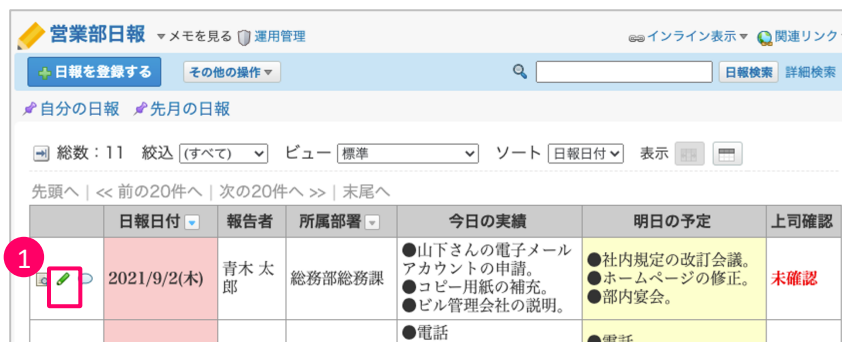 営業部日報 ▼メモを見る 運用管理 インライン表示▼ 関連リンク
日報を登録する その他の操作▼ 日報検索 詳細検索
自分の日報 先月の日報
総数：11 絞込 (すべて) ビュー 標準 ソート 日報日付 表示
先頭へ | << 前の20件へ | 次の20件へ >> | 末尾へ
日報日付 報告者 所属部署 今日の実績 明日の予定 上司確認
1
2021/9/2(木)
青木 太
郎
総務部総務課
●山下さんの電子メール
アカウントの申請。
●コピー用紙の補充。
●ビル管理会社の説明。
●社内規定の改訂会議。
●ホームページの修正。
●部内宴会。
未確認
●電話
●電話